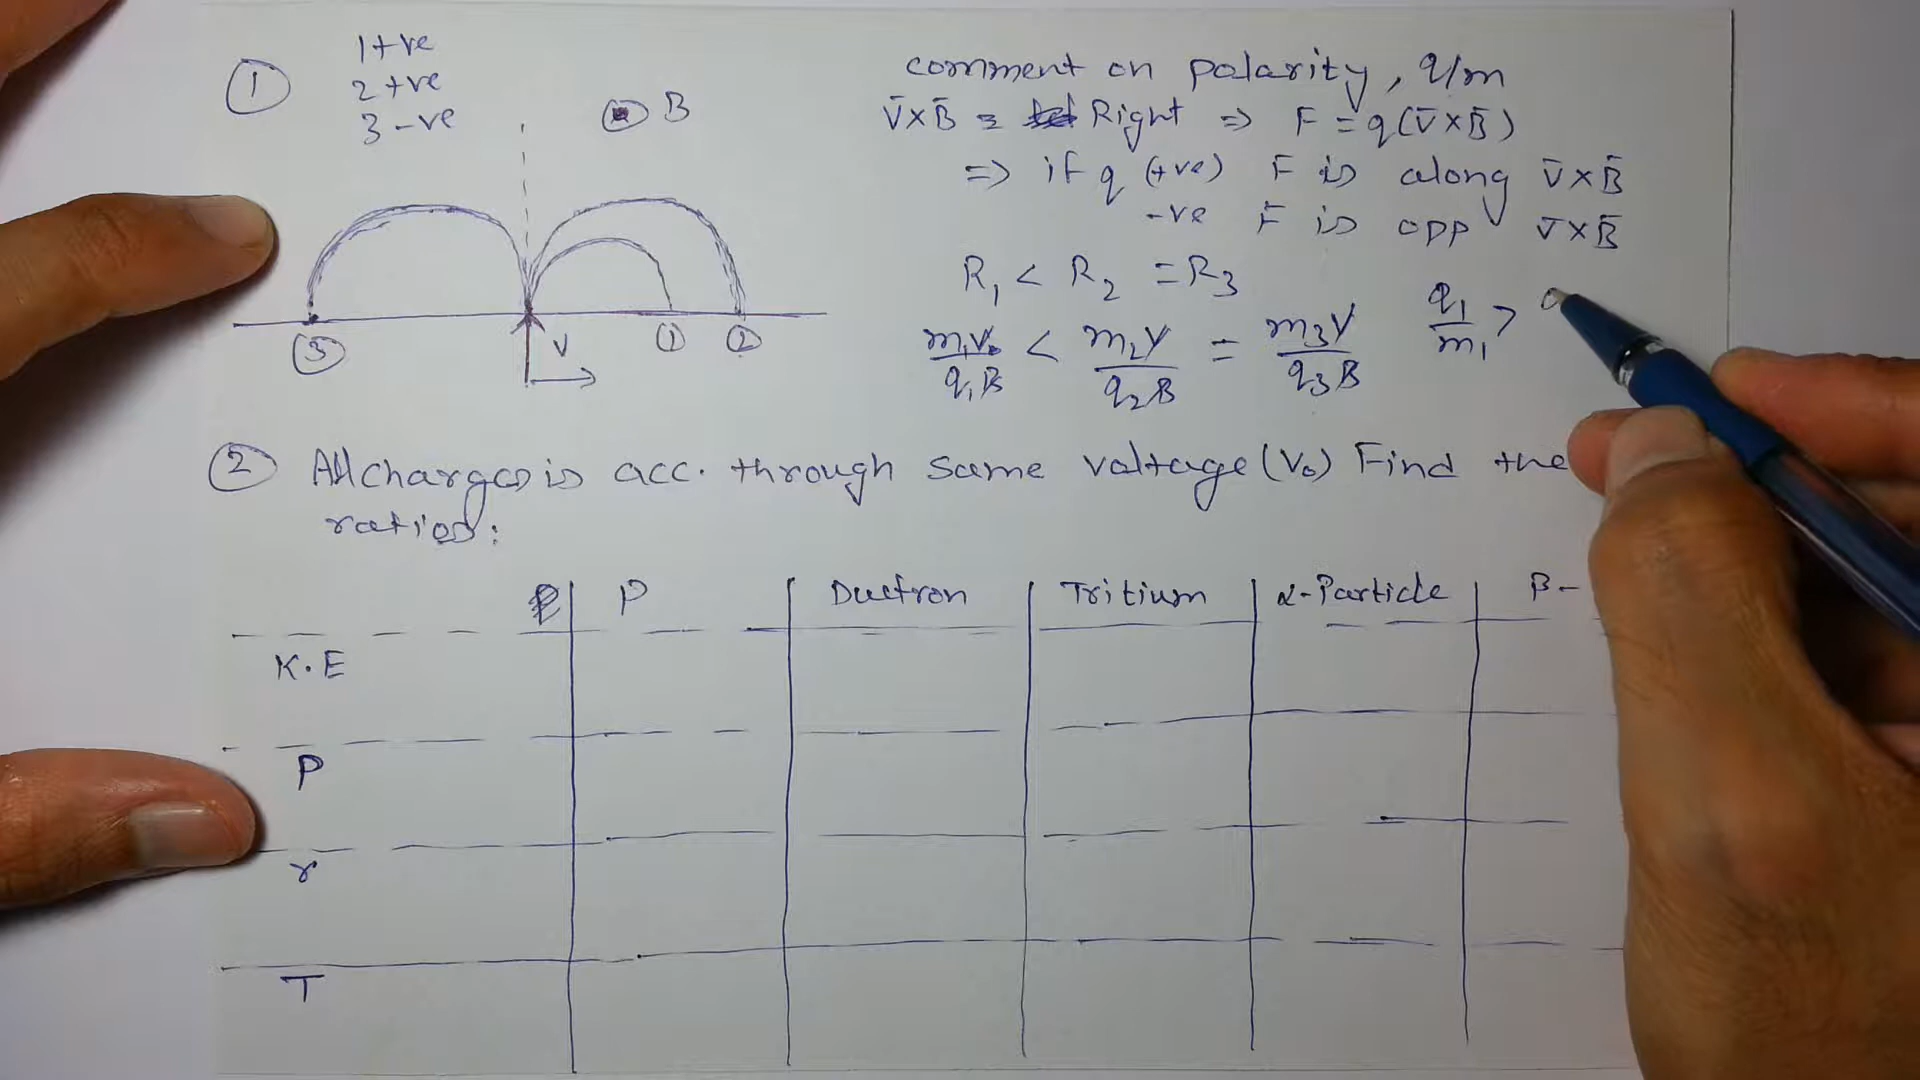 ①
1+ve
2+ve
3-ve
B
③
V
①
②
comment on polarity, q/m
V̄×B̄ = Right ⇒ F = q(V̄×B̄)
⇒ if q (+ve) F is along V̄×B̄
-ve F is opp V̄×B̄
R₁ < R₂ = R₃
m₁v₀/q₁B < m₂v/q₂B = m₃v/q₃B
q₁/m₁ >
② All charges is acc. through same voltage (V₀) Find the
ratios:
P Duetron Tritium α-Particle β-
K.E
P
r
T